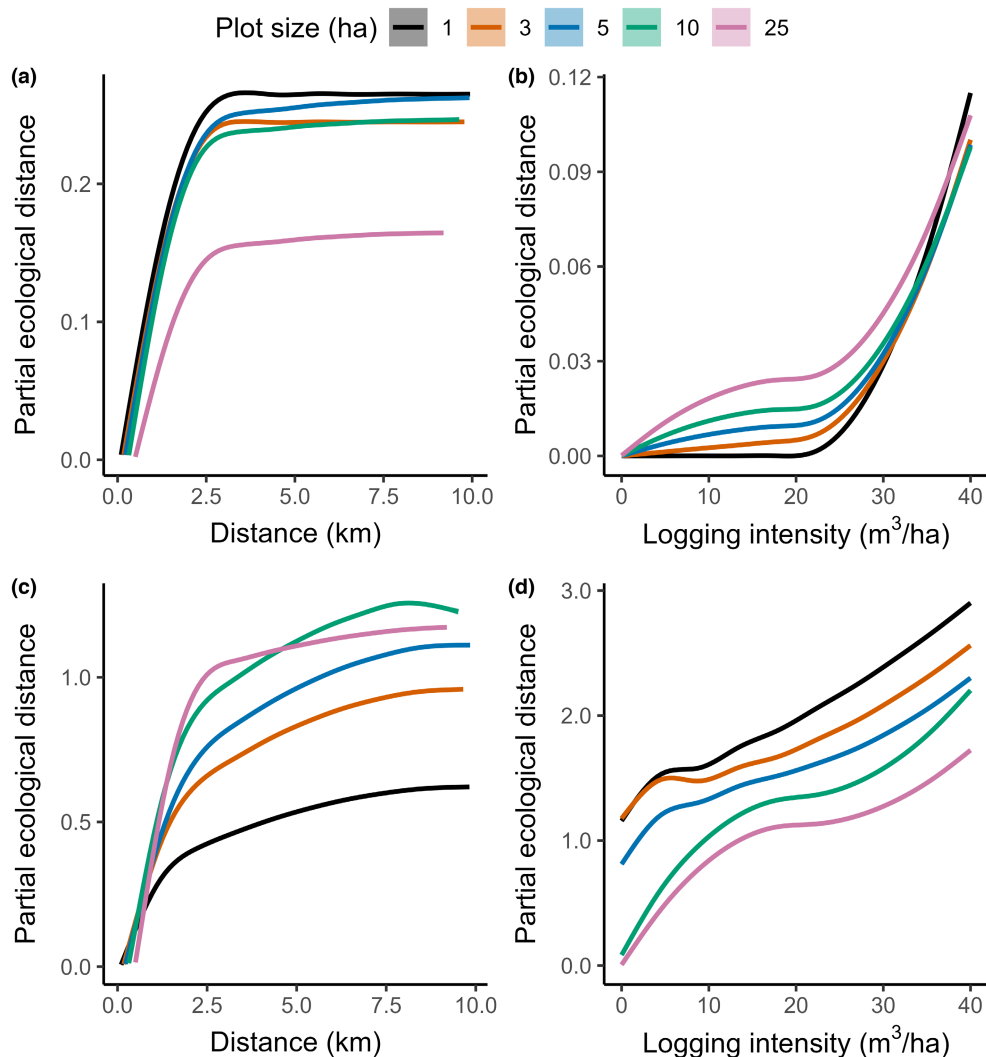 Plot size (ha) 1 3 5 10 25
(a)
Partial ecological distance
0.2
0.1
0.0
0.0 2.5 5.0 7.5 10.0
Distance (km)
(b)
Partial ecological distance
0.12
0.09
0.06
0.03
0.00
0 10 20 30 40
Logging intensity (m³/ha)
(c)
Partial ecological distance
1.0
0.5
0.0
0.0 2.5 5.0 7.5 10.0
Distance (km)
(d)
Partial ecological distance
3.0
2.0
1.0
0.0
0 10 20 30 40
Logging intensity (m³/ha)